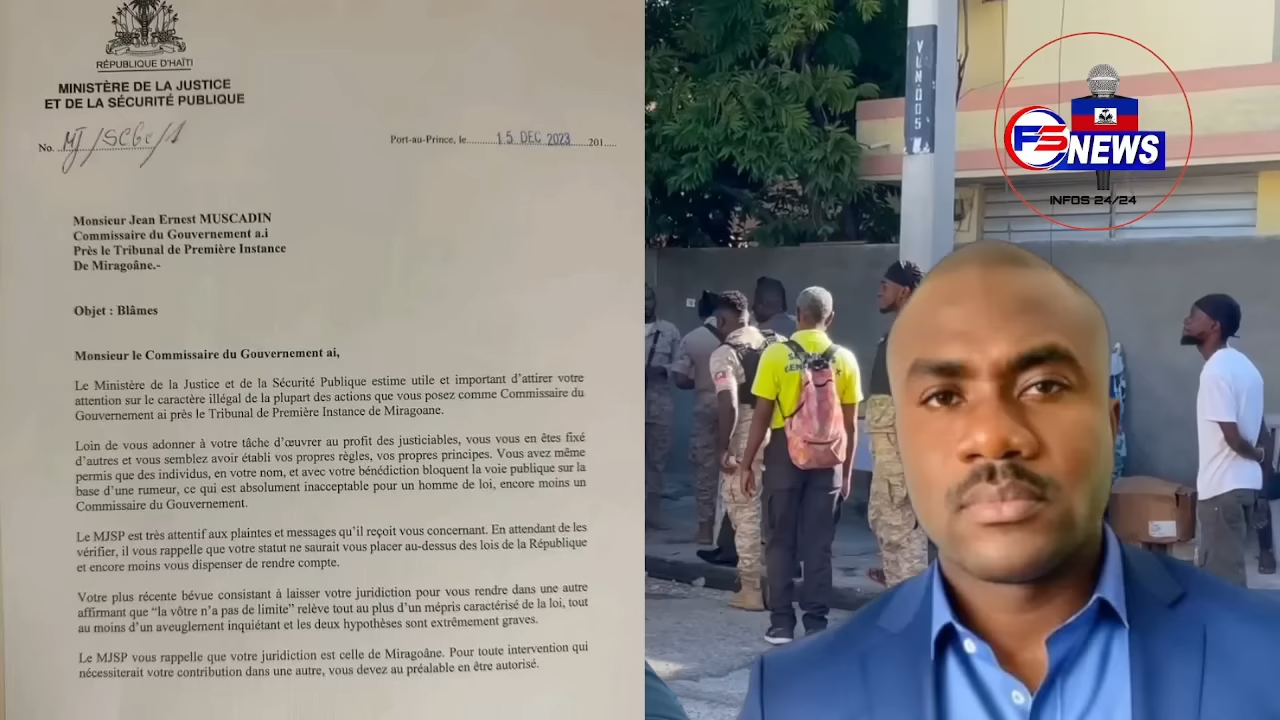 RÉPUBLIQUE D'HAÏTI
MINISTÈRE DE LA JUSTICE
ET DE LA SÉCURITÉ PUBLIQUE
No. MJ/SCGC/1
Port-au-Prince, le 15 DEC 2023 201
Monsieur Jean Ernest MUSCADIN
Commissaire du Gouvernement a.i
Près le Tribunal de Première Instance
De Miragoâne.-
Objet : Blâmes
Monsieur le Commissaire du Gouvernement ai,
Le Ministère de la Justice et de la Sécurité Publique estime utile et important d'attirer votre
attention sur le caractère illégal de la plupart des actions que vous posez comme Commissaire du
Gouvernement ai près le Tribunal de Première Instance de Miragoane.
Loin de vous adonner à votre tâche d'œuvrer au profit des justiciables, vous vous en êtes fixé
d'autres et vous semblez avoir établi vos propres règles, vos propres principes. Vous avez même
permis que des individus, en votre nom, et avec votre bénédiction bloquent la voie publique sur la
base d'une rumeur, ce qui est absolument inacceptable pour un homme de loi, encore moins un
Commissaire du Gouvernement.
Le MJSP est très attentif aux plaintes et messages qu'il reçoit vous concernant. En attendant de les
vérifier, il vous rappelle que votre statut ne saurait vous placer au-dessus des lois de la République
et encore moins vous dispenser de rendre compte.
Votre plus récente bévue consistant à laisser votre juridiction pour vous rendre dans une autre
affirmant que "la vôtre n'a pas de limite" relève tout au plus d'un mépris caractérisé de la loi, tout
au moins d'un aveuglement inquiétant et les deux hypothèses sont extrêmement graves.
Le MJSP vous rappelle que votre juridiction est celle de Miragoâne. Pour toute intervention qui
nécessiterait votre contribution dans une autre, vous devez au préalable en être autorisé.
FS NEWS
INFOS 24/24